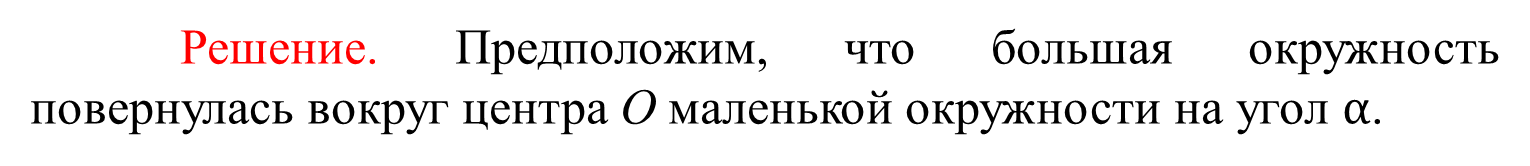 Решение. Предположим, что большая окружность
повернулась вокруг центра O маленькой окружности на угол α.